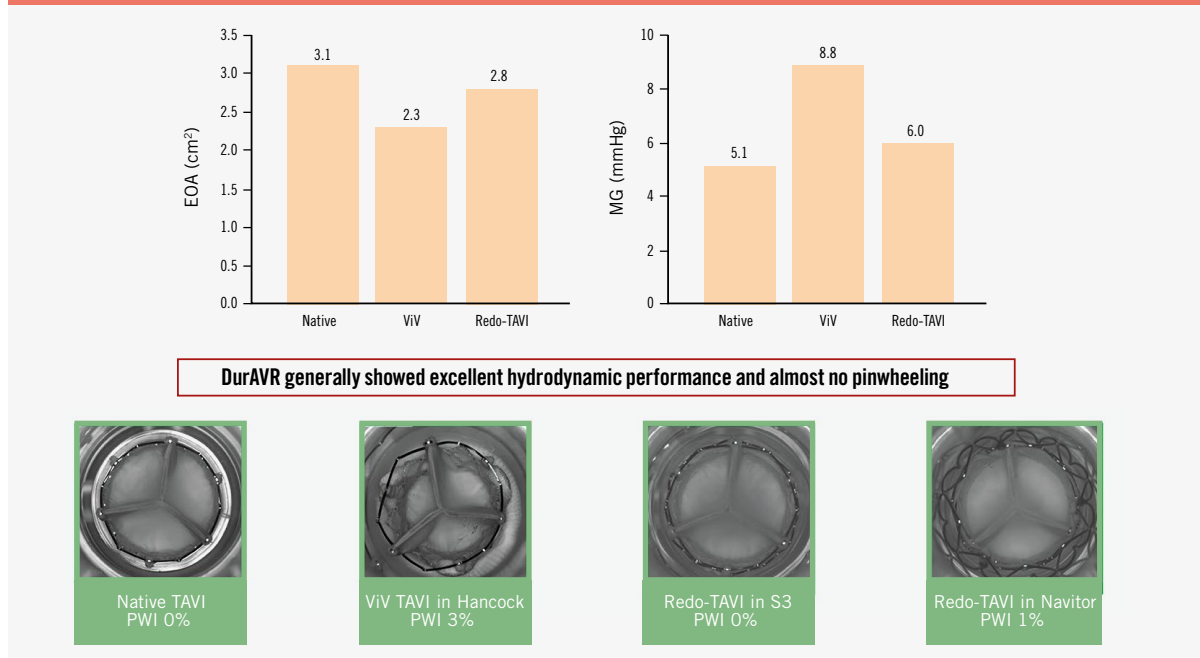 3.5
3.0
2.5
2.0
1.5
1.0
0.5
0.0
EOA (cm²)
3.1
2.3
2.8
Native
ViV
Redo-TAVI
10
8
6
4
2
0
MG (mmHg)
5.1
8.8
6.0
Native
ViV
Redo-TAVI
DurAVR generally showed excellent hydrodynamic performance and almost no pinwheeling
Native TAVI
PWI 0%
ViV TAVI in Hancock
PWI 3%
Redo-TAVI in S3
PWI 0%
Redo-TAVI in Navitor
PWI 1%